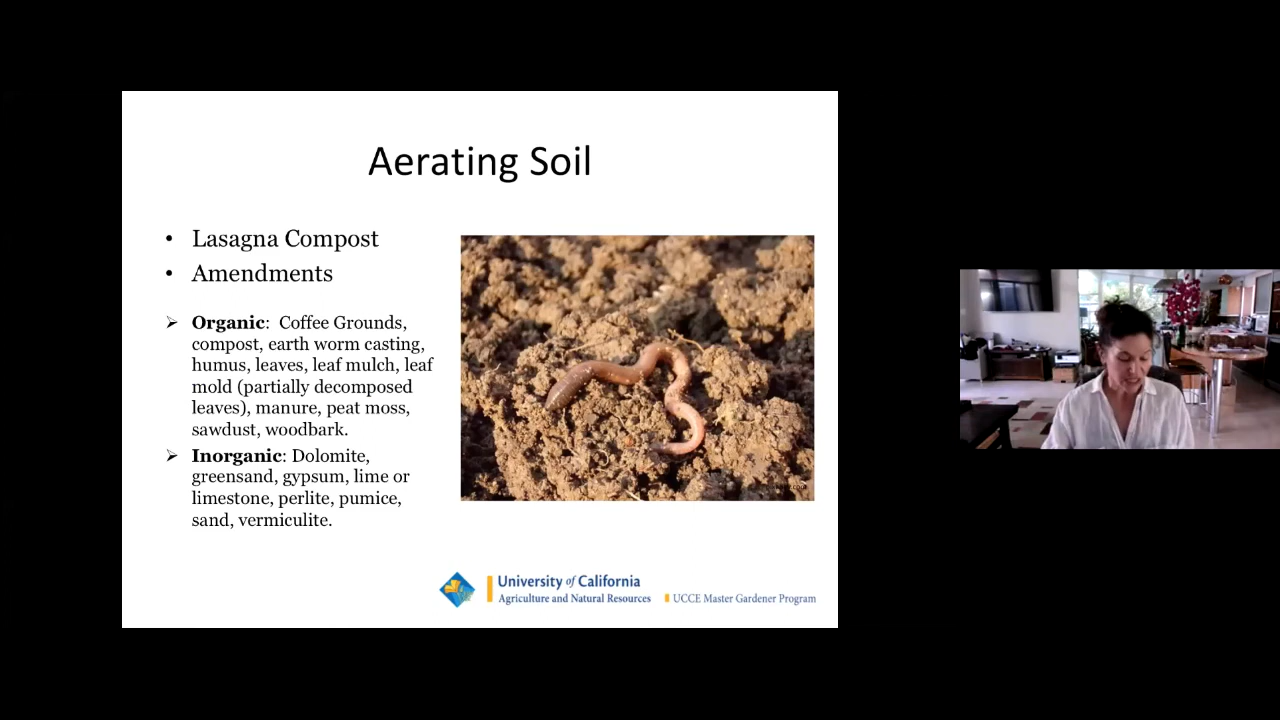 Aerating Soil
• Lasagna Compost
• Amendments
➢ Organic:  Coffee Grounds,
compost, earth worm casting,
humus, leaves, leaf mulch, leaf
mold (partially decomposed
leaves), manure, peat moss,
sawdust, woodbark.
➢ Inorganic: Dolomite,
greensand, gypsum, lime or
limestone, perlite, pumice,
sand, vermiculite.
University of California
Agriculture and Natural Resources
UCCE Master Gardener Program